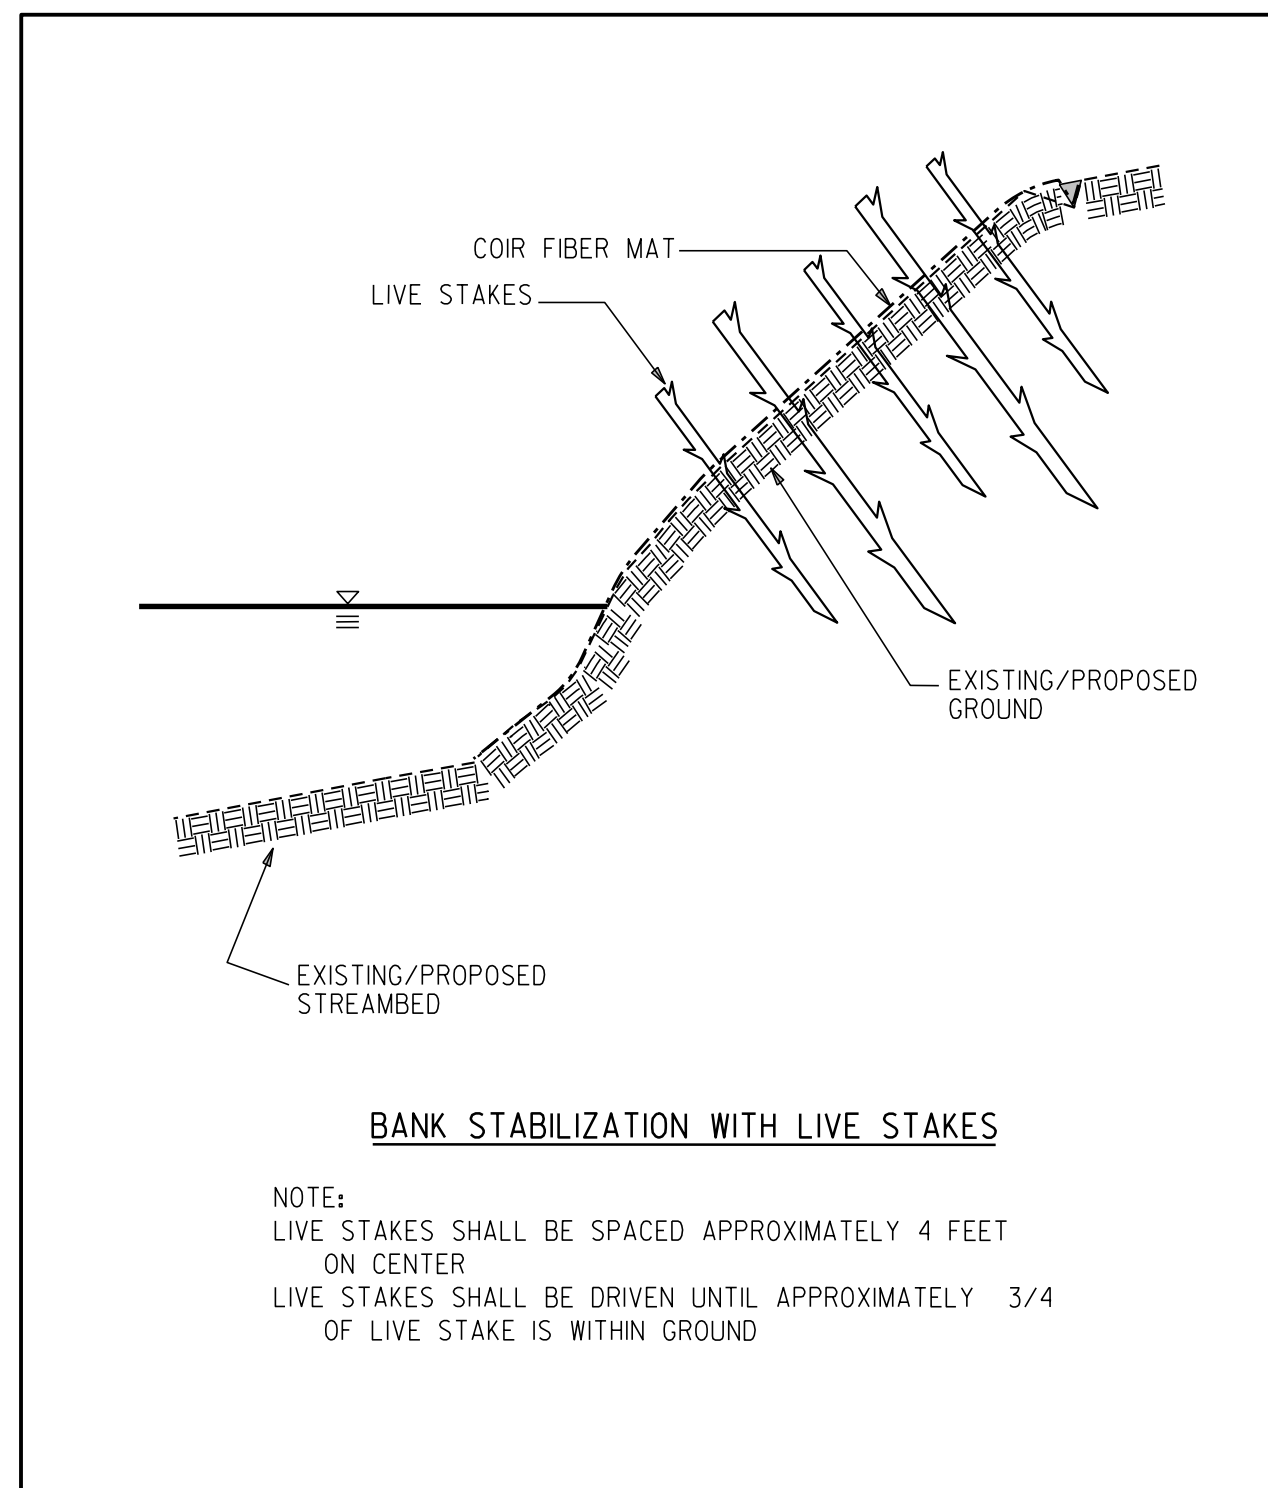 COIR FIBER MAT
LIVE STAKES
EXISTING/PROPOSED
GROUND
EXISTING/PROPOSED
STREAMBED
BANK STABILIZATION WITH LIVE STAKES
NOTE:
LIVE STAKES SHALL BE SPACED APPROXIMATELY 4 FEET
ON CENTER
LIVE STAKES SHALL BE DRIVEN UNTIL APPROXIMATELY 3/4
OF LIVE STAKE IS WITHIN GROUND